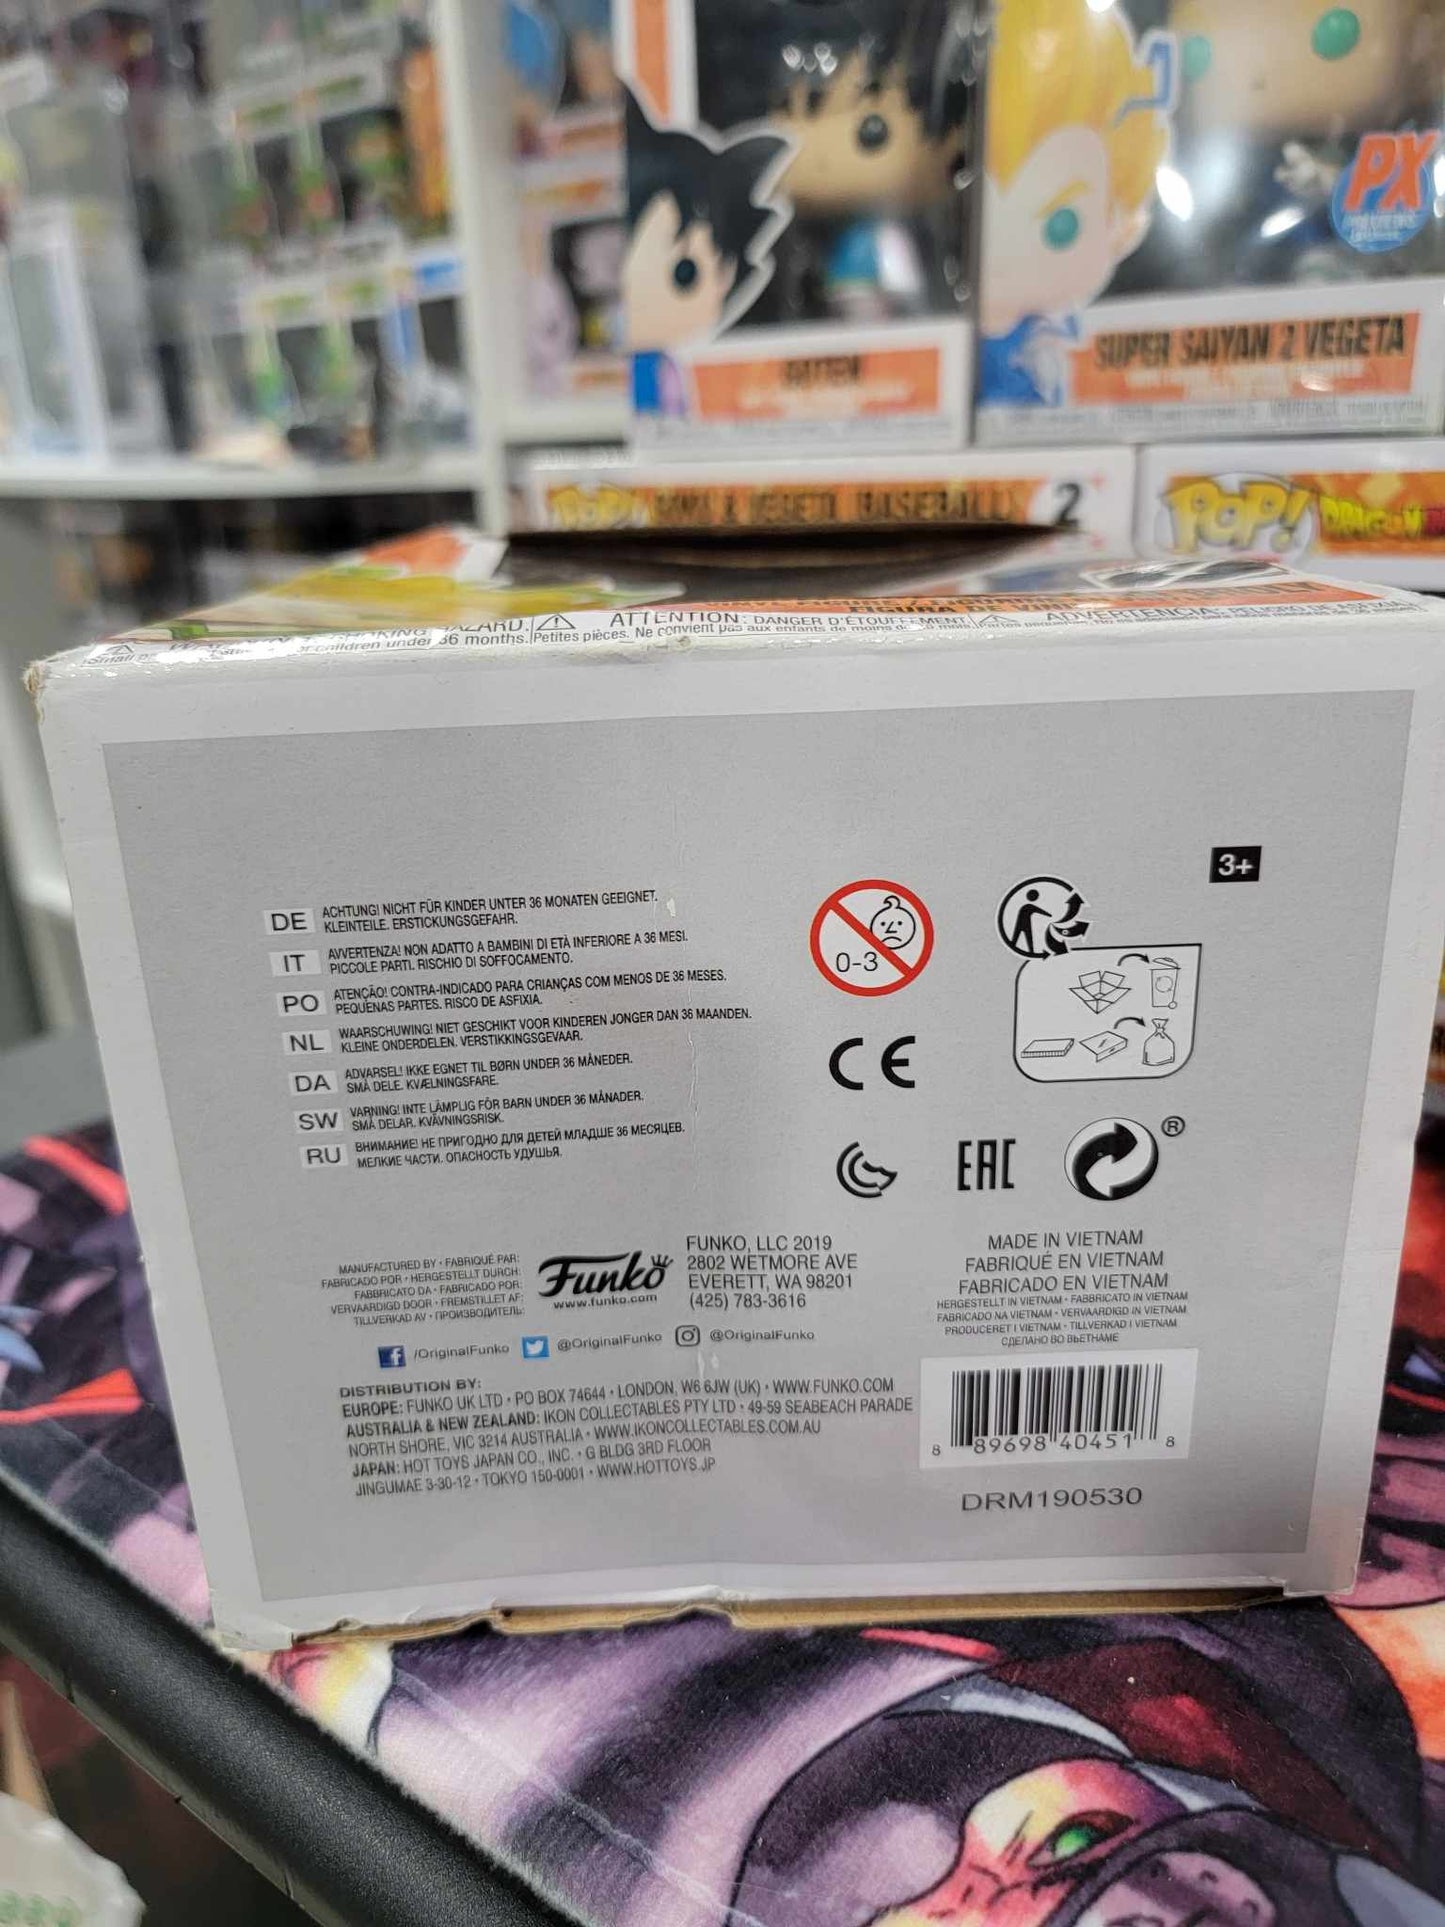 PX
PREVIEWS
GOTEN
SUPER SAIYAN 2 VEGETA
POP!
& VEGETA BASEBALL
2
POP!
FIGURA DE
HAZARD.
36 months.
children under
ATTENTION: DANGER D'ÉTOUFFEMENT.
Petites pièces. Ne convient pas aux enfants de moins
ADVERTENCIA:
3+
DE ACHTUNG! NICHT FÜR KINDER UNTER 36 MONATEN GEEIGNET.
KLEINTEILE. ERSTICKUNGSGEFAHR.
IT AVVERTENZA! NON ADATTO A BAMBINI DI ETÀ INFERIORE A 36 MESI.
PICCOLE PARTI. RISCHIO DI SOFFOCAMENTO.
PO ATENÇÃO! CONTRA-INDICADO PARA CRIANÇAS COM MENOS DE 36 MESES.
PEQUENAS PARTES. RISCO DE ASFIXIA.
NL WAARSCHUWING! NIET GESCHIKT VOOR KINDEREN JONGER DAN 36 MAANDEN.
KLEINE ONDERDELEN. VERSTIKKINGSGEVAAR.
DA ADVARSEL! IKKE EGNET TIL BØRN UNDER 36 MÅNEDER.
SMÅ DELE. KVÆLNINGSFARE.
SW VARNING! INTE LÄMPLIG FÖR BARN UNDER 36 MÅNADER.
SMÅ DELAR. KVÄVNINGSRISK.
RU ВНИМАНИЕ! НЕ ПРИГОДНО ДЛЯ ДЕТЕЙ МЛАДШЕ 36 МЕСЯЦЕВ.
МЕЛКИЕ ЧАСТИ. ОПАСНОСТЬ УДУШЬЯ.
0-3
CE
EAC
®
MANUFACTURED BY • FABRIQUÉ PAR:
FABRICADO POR • HERGESTELLT DURCH:
FABBRICATO DA • FABRICADO POR:
VERVAARDIGD DOOR • FREMSTILLET AF:
TILLVERKAD AV • ПРОИЗВОДИТЕЛЬ:
Funko
www.funko.com
FUNKO, LLC 2019
2802 WETMORE AVE
EVERETT, WA 98201
(425) 783-3616
MADE IN VIETNAM
FABRIQUÉ EN VIETNAM
FABRICADO EN VIETNAM
HERGESTELLT IN VIETNAM • FABBRICATO IN VIETNAM
FABRICADO NA VIETNAM • VERVAARDIGD IN VIETNAM
PRODUCERET I VIETNAM • TILLVERKAD I VIETNAM
СДЕЛАНО ВО ВЬЕТНАМЕ
f /OriginalFunko @OriginalFunko @OriginalFunko
DISTRIBUTION BY:
EUROPE: FUNKO UK LTD • PO BOX 74644 • LONDON, W6 6JW (UK) • WWW.FUNKO.COM
AUSTRALIA & NEW ZEALAND: IKON COLLECTABLES PTY LTD • 49-59 SEABEACH PARADE
NORTH SHORE, VIC 3214 AUSTRALIA • WWW.IKONCOLLECTABLES.COM.AU
JAPAN: HOT TOYS JAPAN CO., INC. • G BLDG 3RD FLOOR
JINGUMAE 3-30-12 • TOKYO 150-0001 • WWW.HOTTOYS.JP
8 89698 40451 8
DRM190530